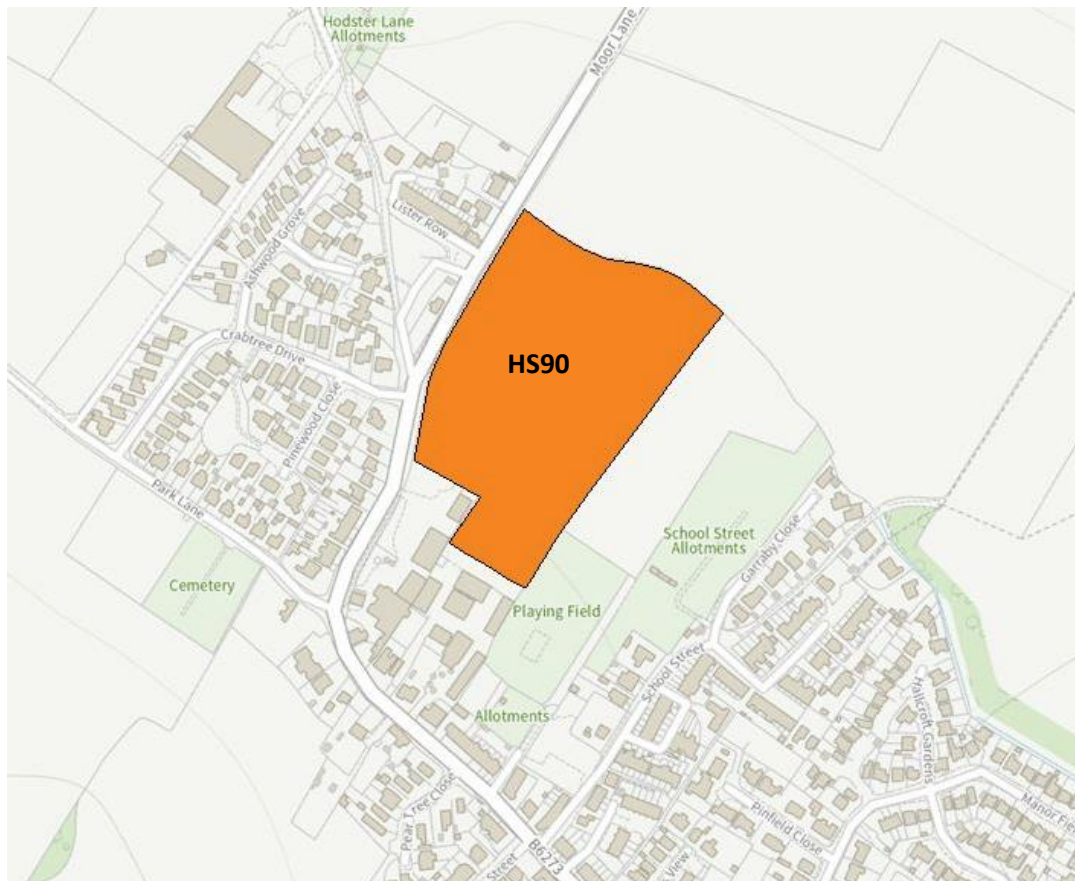 Hodster Lane
Allotments
Moor Lane
Lister Row
Ashwood Grove
Crabtree Drive
HS90
Pinewood Close
Park Lane
School Street
Allotments
Garraby Close
Cemetery
Playing Field
School Street
Allotments
Hallcroft Gardens
Pear Tree Close
Pinfield Close
Manor Fie
B6273
Street
View